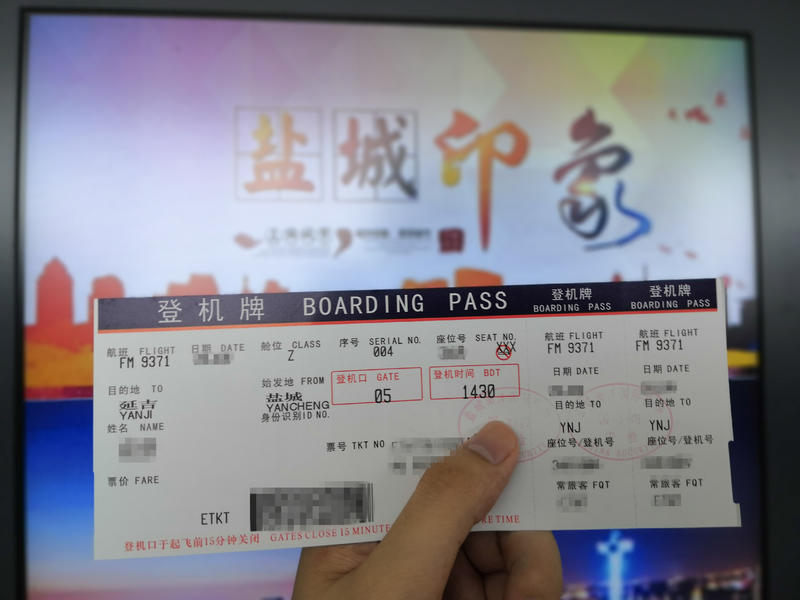 盐城印象
登机牌 BOARDING PASS
登机牌
BOARDING PASS
登机牌
BOARDING PASS
航班 FLIGHT
FM 9371
日期 DATE
舱位 CLASS
Z
序号 SERIAL NO.
004
座位号 SEAT NO.
目的地 TO
延吉
YANJI
始发地 FROM
盐城
YANCHENG
登机口 GATE
05
登机时间 BDT
1430
姓名 NAME
身份识别 ID NO.
票号 TKT NO
票价 FARE
ETKT
登机口于起飞前15分钟关闭 GATES CLOSE 15 MINUTE
RE TIME
航班 FLIGHT
FM 9371
日期 DATE
目的地 TO
YNJ
座位号/登机号
常旅客 FQT
航班 FLIGHT
FM 9371
日期 DATE
目的地 TO
YNJ
座位号/登机号
常旅客 FQT